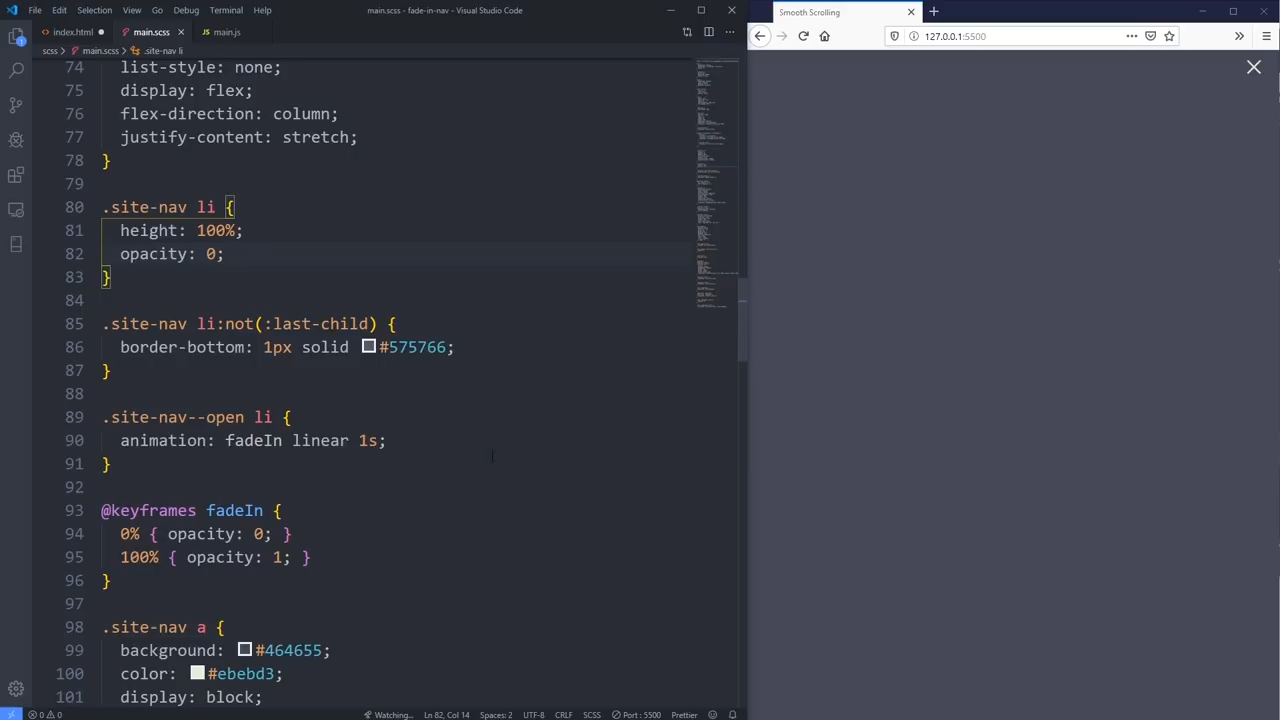 File Edit Selection View Go Debug Terminal Help
main.scss - fade-in-nav - Visual Studio Code
index.html
main.scss
main.js
scss > main.scss > .site-nav li
74 list-style: none;
75 display: flex;
76 flex-direction: column;
77 justify-content: stretch;
78 }
79
80 .site-nav li {
81 height: 100%;
82 opacity: 0;
83 }
84
85 .site-nav li:not(:last-child) {
86 border-bottom: 1px solid #575766;
87 }
88
89 .site-nav--open li {
90 animation: fadeIn linear 1s;
91 }
92
93 @keyframes fadeIn {
94 0% { opacity: 0; }
95 100% { opacity: 1; }
96 }
97
98 .site-nav a {
99 background: #464655;
100 color: #ebebd3;
101 display: block;
0 0 Watching... Ln 82, Col 14 Spaces: 2 UTF-8 CRLF SCSS Port : 5500 Prettier
Smooth Scrolling
127.0.0.1:5500